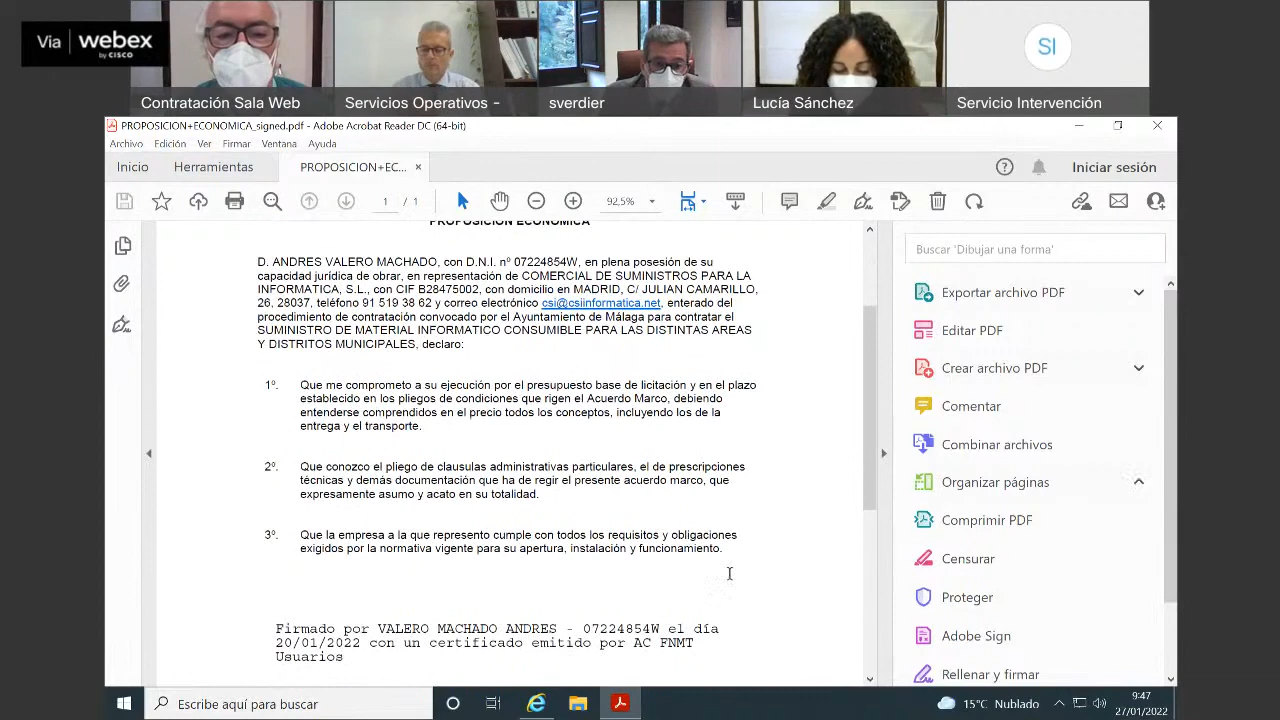 Via webex
by CISCO
SI
Contratación Sala Web
Servicios Operativos -
sverdier
Lucía Sánchez
Servicio Intervención
PROPOSICION+ECONOMICA_signed.pdf - Adobe Acrobat Reader DC (64-bit)
Archivo Edición Ver Firmar Ventana Ayuda
Inicio Herramientas PROPOSICION+EC... × Iniciar sesión
1 / 1 92,5%
PROPOSICION ECONOMICA
D. ANDRES VALERO MACHADO, con D.N.I. nº 07224854W, en plena posesión de su
capacidad jurídica de obrar, en representación de COMERCIAL DE SUMINISTROS PARA LA
INFORMATICA, S.L., con CIF B28475002, con domicilio en MADRID, C/ JULIAN CAMARILLO,
26, 28037, teléfono 91 519 38 62 y correo electrónico csi@csiinformatica.net, enterado del
procedimiento de contratación convocado por el Ayuntamiento de Málaga para contratar el
SUMINISTRO DE MATERIAL INFORMATICO CONSUMIBLE PARA LAS DISTINTAS AREAS
Y DISTRITOS MUNICIPALES, declaro:
1º. Que me comprometo a su ejecución por el presupuesto base de licitación y en el plazo
establecido en los pliegos de condiciones que rigen el Acuerdo Marco, debiendo
entenderse comprendidos en el precio todos los conceptos, incluyendo los de la
entrega y el transporte.
2º. Que conozco el pliego de clausulas administrativas particulares, el de prescripciones
técnicas y demás documentación que ha de regir el presente acuerdo marco, que
expresamente asumo y acato en su totalidad.
3º. Que la empresa a la que represento cumple con todos los requisitos y obligaciones
exigidos por la normativa vigente para su apertura, instalación y funcionamiento.
Firmado por VALERO MACHADO ANDRES - 07224854W el día
20/01/2022 con un certificado emitido por AC FNMT
Usuarios
Buscar 'Dibujar una forma'
Exportar archivo PDF
Editar PDF
Crear archivo PDF
Comentar
Combinar archivos
Organizar páginas
Comprimir PDF
Censurar
Proteger
Adobe Sign
Rellenar y firmar
Escribe aquí para buscar
15°C Nublado
9:47
27/01/2022